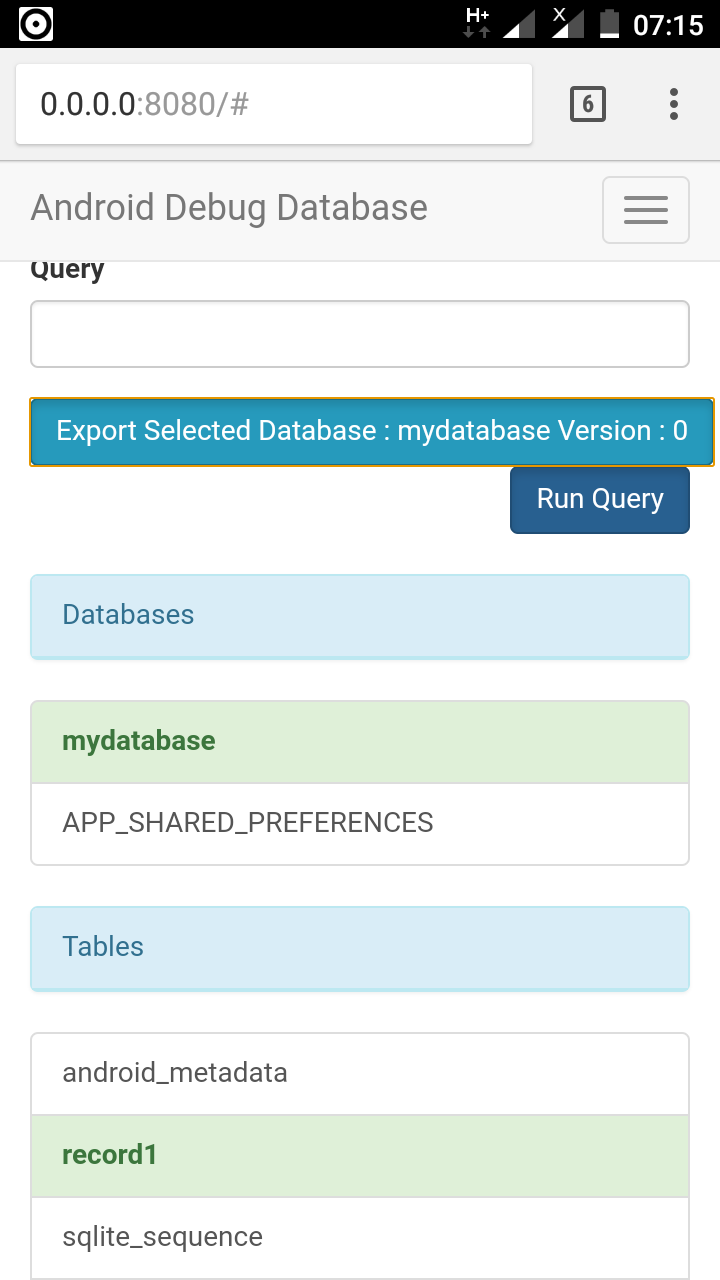 H+ X 07:15
0.0.0.0:8080/# 6
Android Debug Database
Query
Export Selected Database : mydatabase Version : 0
Run Query
Databases
mydatabase
APP_SHARED_PREFERENCES
Tables
android_metadata
record1
sqlite_sequence